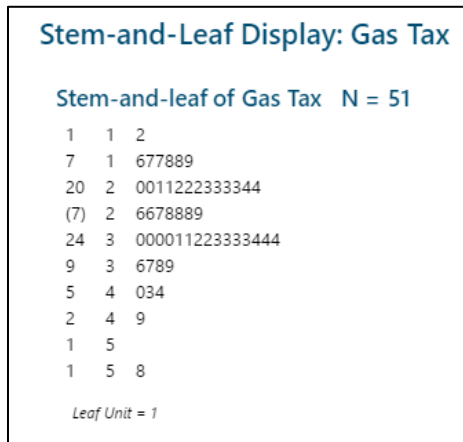 Stem-and-Leaf Display: Gas Tax
Stem-and-leaf of Gas Tax N = 51
1 1 2
7 1 677889
20 2 0011222333344
(7) 2 6678889
24 3 000011223333444
9 3 6789
5 4 034
2 4 9
1 5
1 5 8
Leaf Unit = 1